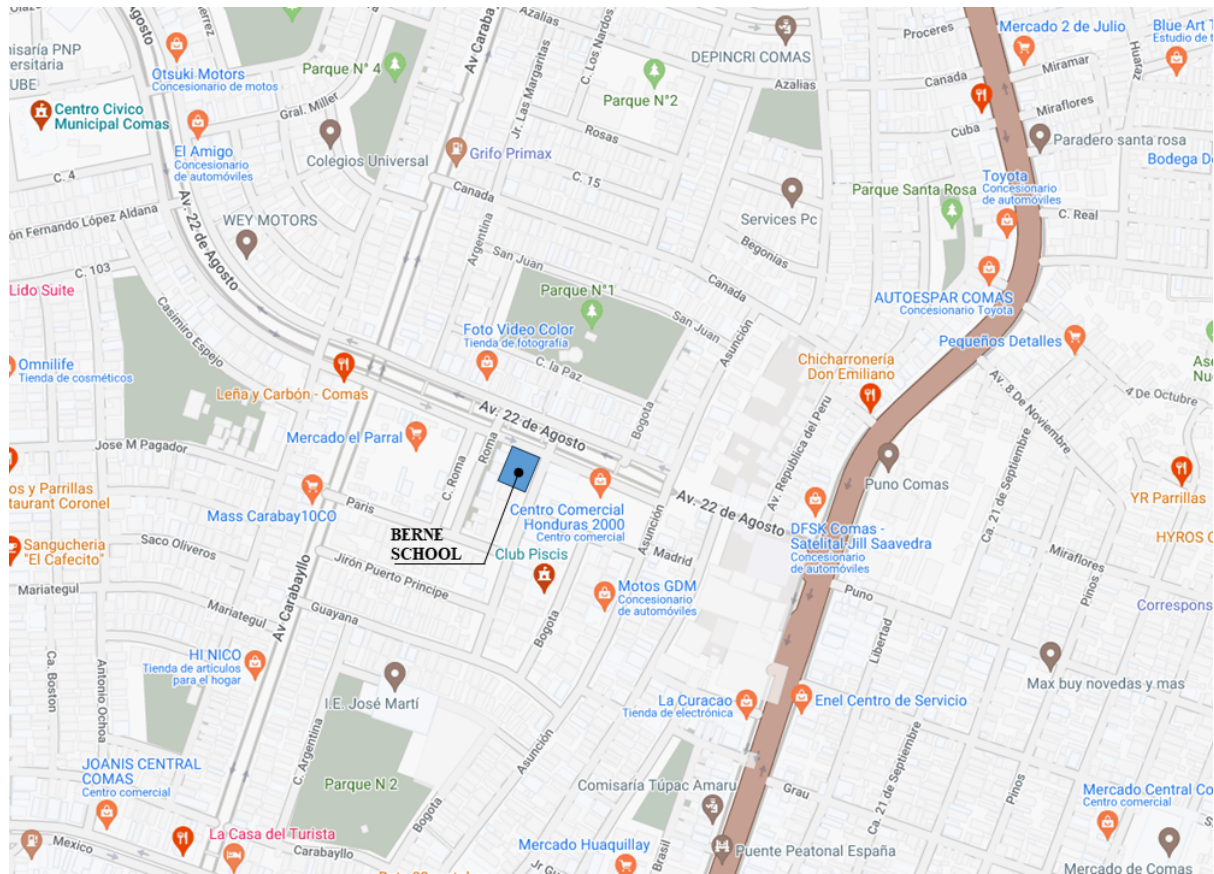 misaría PNP
versitaria
UBE
Centro Civico
Municipal Comas
Otsuki Motors
Concesionario de motos
El Amigo
Concesionario
de automóviles
Gral. Miller
Parque N° 4
Colegios Universal
Av Caraba
Azalias
Jr. Las Margaritas
C. Los Nardos
Parque N°2
Rosas
DEPINCRI COMAS
Azalias
Proceres
Mercado 2 de Julio
Blue Art T
Estudio de t
Huaraz
Miramar
Canada
Miraflores
Cuba
Paradero santa rosa
Bodega De
Toyota
Concesionario
de automóviles
Parque Santa Rosa
C. Real
AUTOESPAR COMAS
Concesionario Toyota
Pequeños Detalles
Grifo Primax
Canada
C. 15
Services Pc
Begonias
C. 4
ón Fernando López Aldana
WEY MOTORS
Av. 22 de Agosto
C. 103
Lido Suite
Casimiro Espejo
Argentina
San Juan
Parque N°1
San Juan
Canada
Asunción
Foto Video Color
Tienda de fotografía
C. la Paz
Omnilife
Tienda de cosméticos
Leña y Carbón - Comas
Chicharronería
Don Emiliano
Av. 8 De Noviembre
4 De Octubre
Ase
Nu
Mercado el Parral
Av. 22 de Agosto
Bogota
Roma
C. Roma
Jose M Pagador
Av. Republica del Peru
Puno Comas
Ca. 21 de Septiembre
YR Parrillas
os y Parrillas
taurant Coronel
Mass Carabay10CO
Paris
Centro Comercial
Honduras 2000
Centro comercial
Av. 22 de Agosto
Asunción
DFSK Comas -
Satelital Jill Saavedra
Concesionario
de automóviles
HYROS C
BERNE
SCHOOL
Club Piscis
Madrid
Sangucheria
"El Cafecito"
Saco Oliveros
Jirón Puerto Principe
Mariategul
Mariategul
Guayana
Av Carabayllo
Motos GDM
Concesionario
de automóviles
Bogota
Puno
Miraflores
Pinos
Libertad
Correspons
HI NICO
Tienda de artículos
para el hogar
Ca. Boston
Antonio Ochoa
I.E. José Martí
Max buy novedas y mas
La Curacao
Tienda de electrónica
Enel Centro de Servicio
C. Argentina
Asunción
JOANIS CENTRAL
COMAS
Centro comercial
Parque N 2
Comisaría Túpac Amaru
Grau
Ca. 21 de Septiembre
Pinos
Mercado Central Co
Centro comercial
La Casa del Turista
Carabayllo
Bogota
Mexico
Mercado Huaquillay
Brasil
Puente Peatonal España
Mercado de Comas